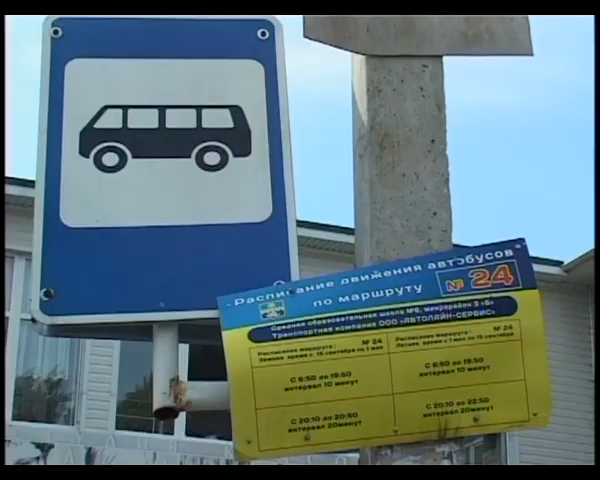 Расписание движения автобусов
по маршруту № 24
Средняя образовательная школа №6, микрорайон 3 «Б»
Транспортная компания ООО «АВТОЛАЙН-СЕРВИС»
Расписание маршрута: № 24
Зимнее время с 16 сентября по 1 мая
С 6:50 до 19:50
интервал 10 минут
С 20:10 до 20:50
интервал 20минут
Расписание маршрута: № 24
Летнее время с 1 мая по 15 сентября
С 6:50 до 19:50
интервал 10 минут
С 20:10 до 22:50
интервал 20минут